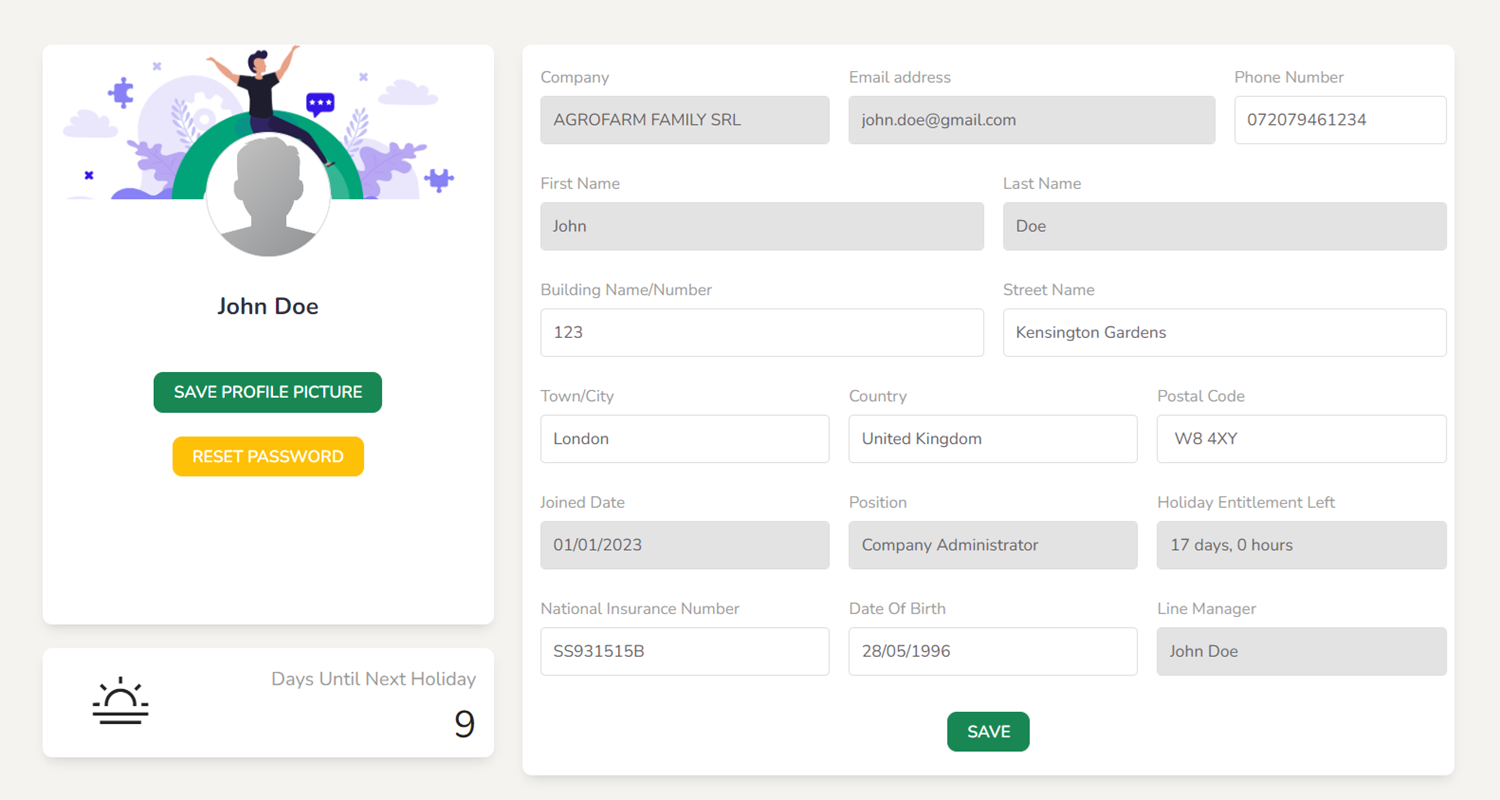 John Doe
SAVE PROFILE PICTURE
RESET PASSWORD
Days Until Next Holiday
9
Company
Email address
Phone Number
AGROFARM FAMILY SRL
john.doe@gmail.com
072079461234
First Name
Last Name
John
Doe
Building Name/Number
Street Name
123
Kensington Gardens
Town/City
Country
Postal Code
London
United Kingdom
W8 4XY
Joined Date
Position
Holiday Entitlement Left
01/01/2023
Company Administrator
17 days, 0 hours
National Insurance Number
Date Of Birth
Line Manager
SS931515B
28/05/1996
John Doe
SAVE